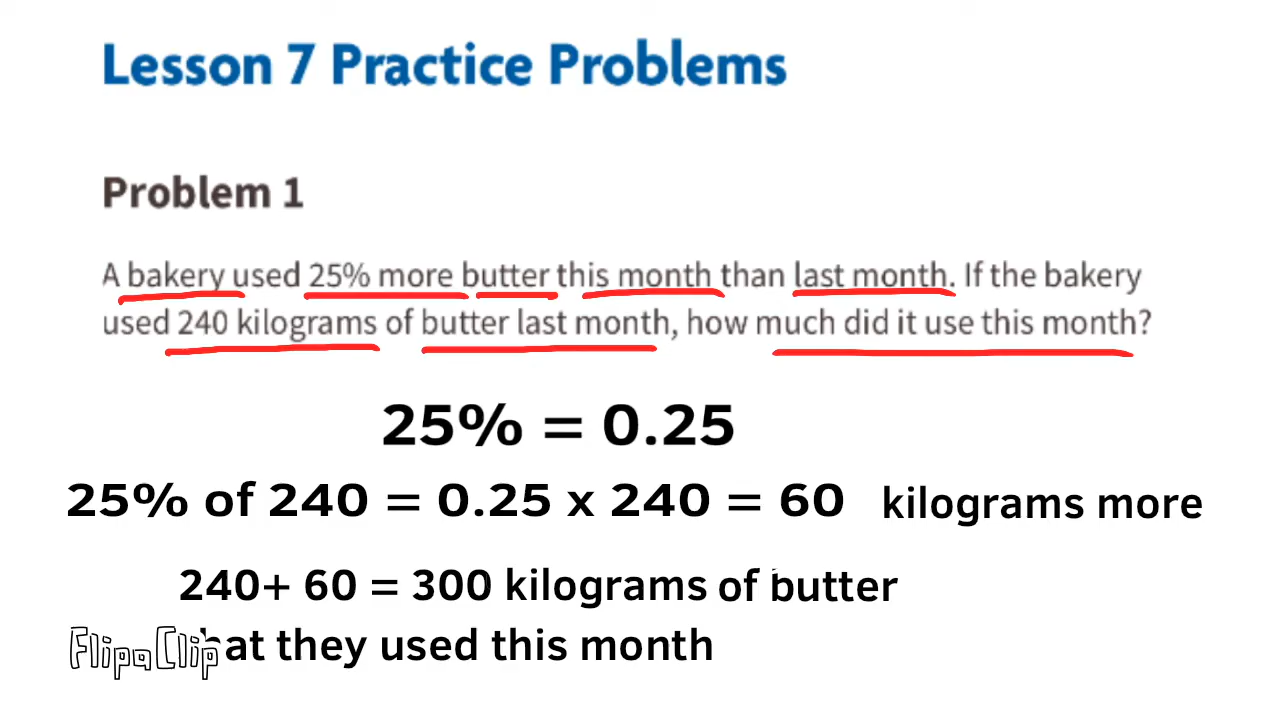 Lesson 7 Practice Problems
Problem 1
A bakery used 25% more butter this month than last month. If the bakery
used 240 kilograms of butter last month, how much did it use this month?
25% = 0.25
25% of 240 = 0.25 x 240 = 60 kilograms more
240+ 60 = 300 kilograms of butter
they used this month
FlipaClip